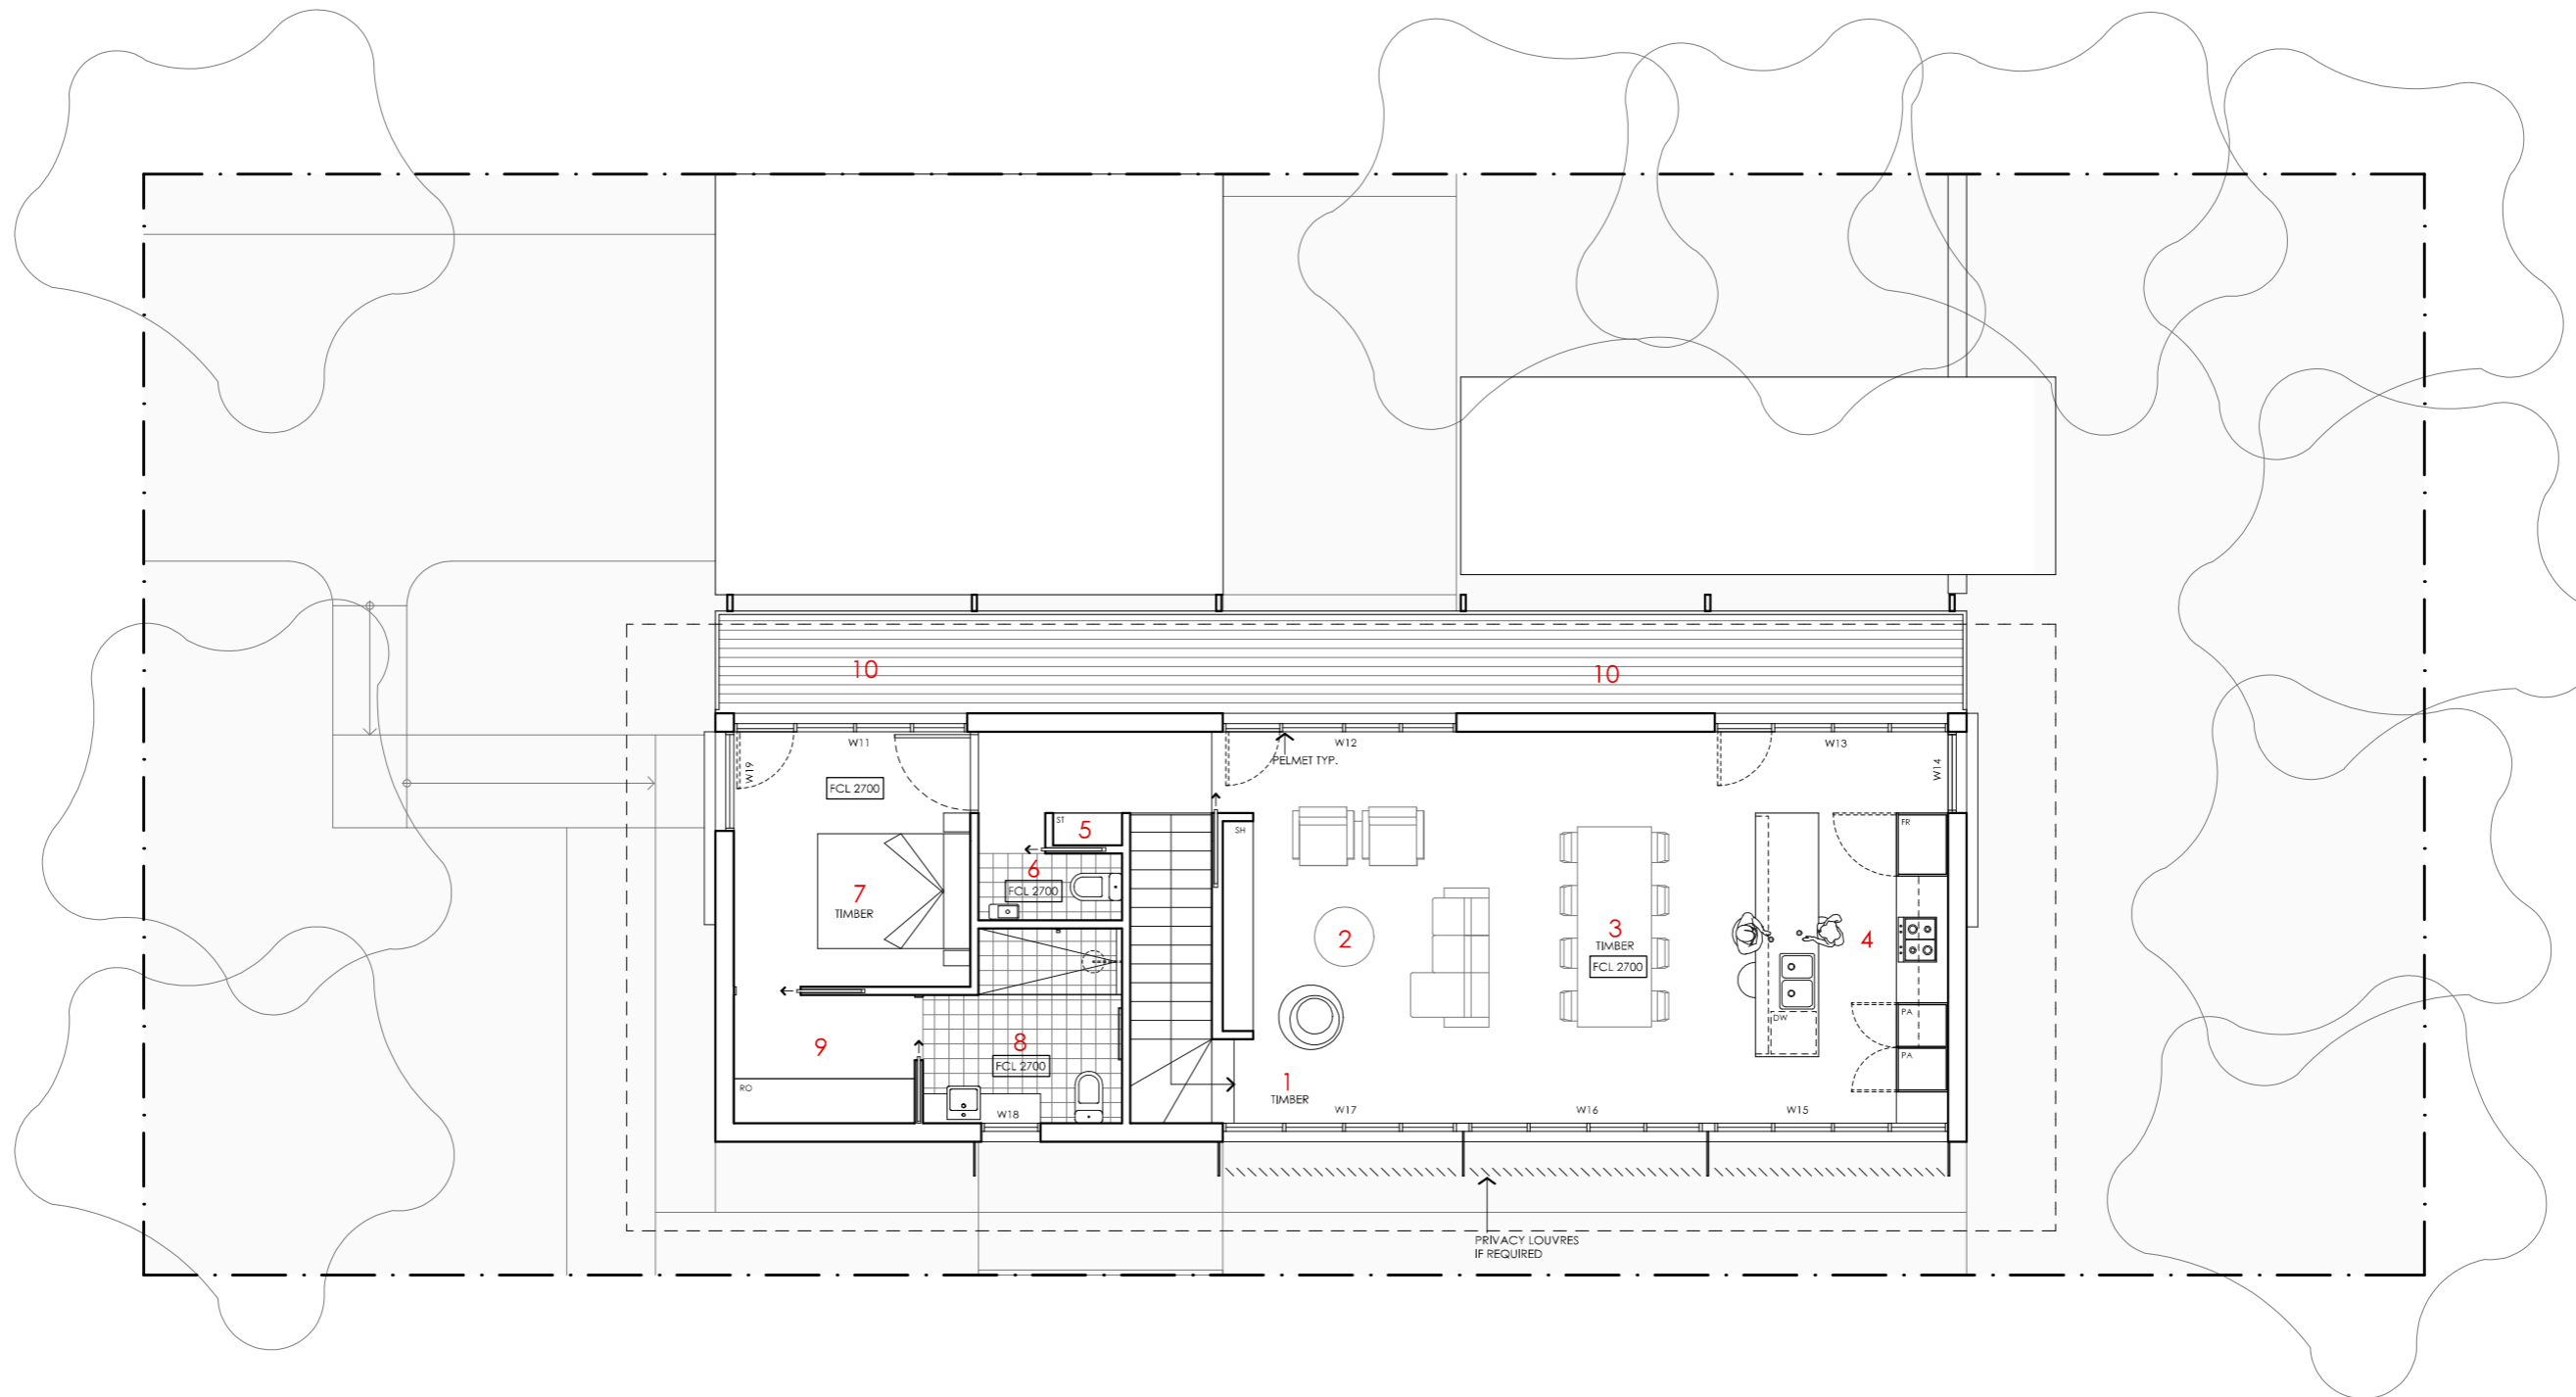 10
10
W11
W12
W13
W19
W14
PELMET TYP.
FCL 2700
ST
5
SH
FR
6
FCL 2700
7
TIMBER
2
3
TIMBER
FCL 2700
4
DW
PA
PA
9
8
FCL 2700
RO
1
TIMBER
W18
W17
W16
W15
PRIVACY LOUVRES
IF REQUIRED